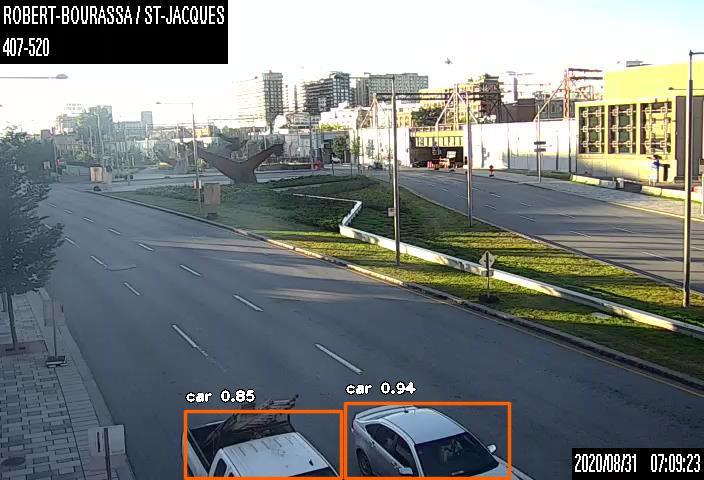 ROBERT-BOURASSA / ST-JACQUES
407-520
car 0.85
car 0.94
2020/08/31 07:09:23